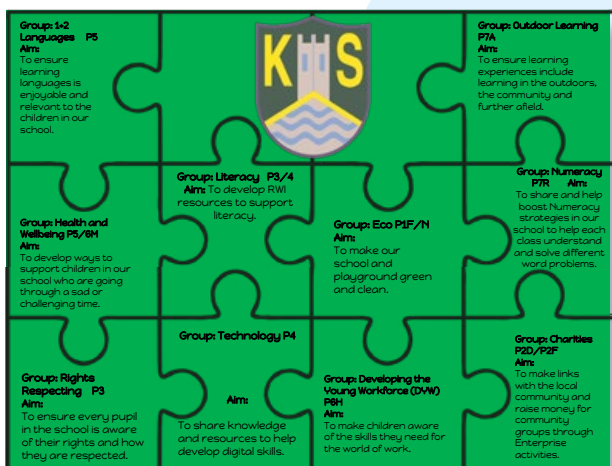 Group: 1+2
Languages P5
Aim:
To ensure
learning
languages is
enjoyable and
relevant to the
children in our
school.
K S
Group: Outdoor Learning
P7A
Aim:
To ensure learning
experiences include
learning in the outdoors,
the community and
further afield.
Group: Health and
Wellbeing P5/6M
Aim:
To develop ways to
support children in our
school who are going
through a sad or
challenging time.
Group: Literacy P3/4
Aim: To develop RWI
resources to support
literacy.
Group: Eco P1F/N
Aim:
To make our
school and
playground green
and clean.
Group: Numeracy
P7R Aim:
To share and help
boost Numeracy
strategies in our
school to help each
class understand
and solve different
word problems.
Group: Rights
Respecting P3
Aim:
To ensure every pupil
in the school is aware
of their rights and how
they are respected.
Group: Technology P4
Aim:
To share knowledge
and resources to help
develop digital skills.
Group: Developing the
Young Workforce (DYW)
P6H
Aim:
To make children aware
of the skills they need for
the world of work.
Group: Charities
P2D/P2F
Aim:
To make links
with the local
community and
raise money for
community
groups through
Enterprise
activities.